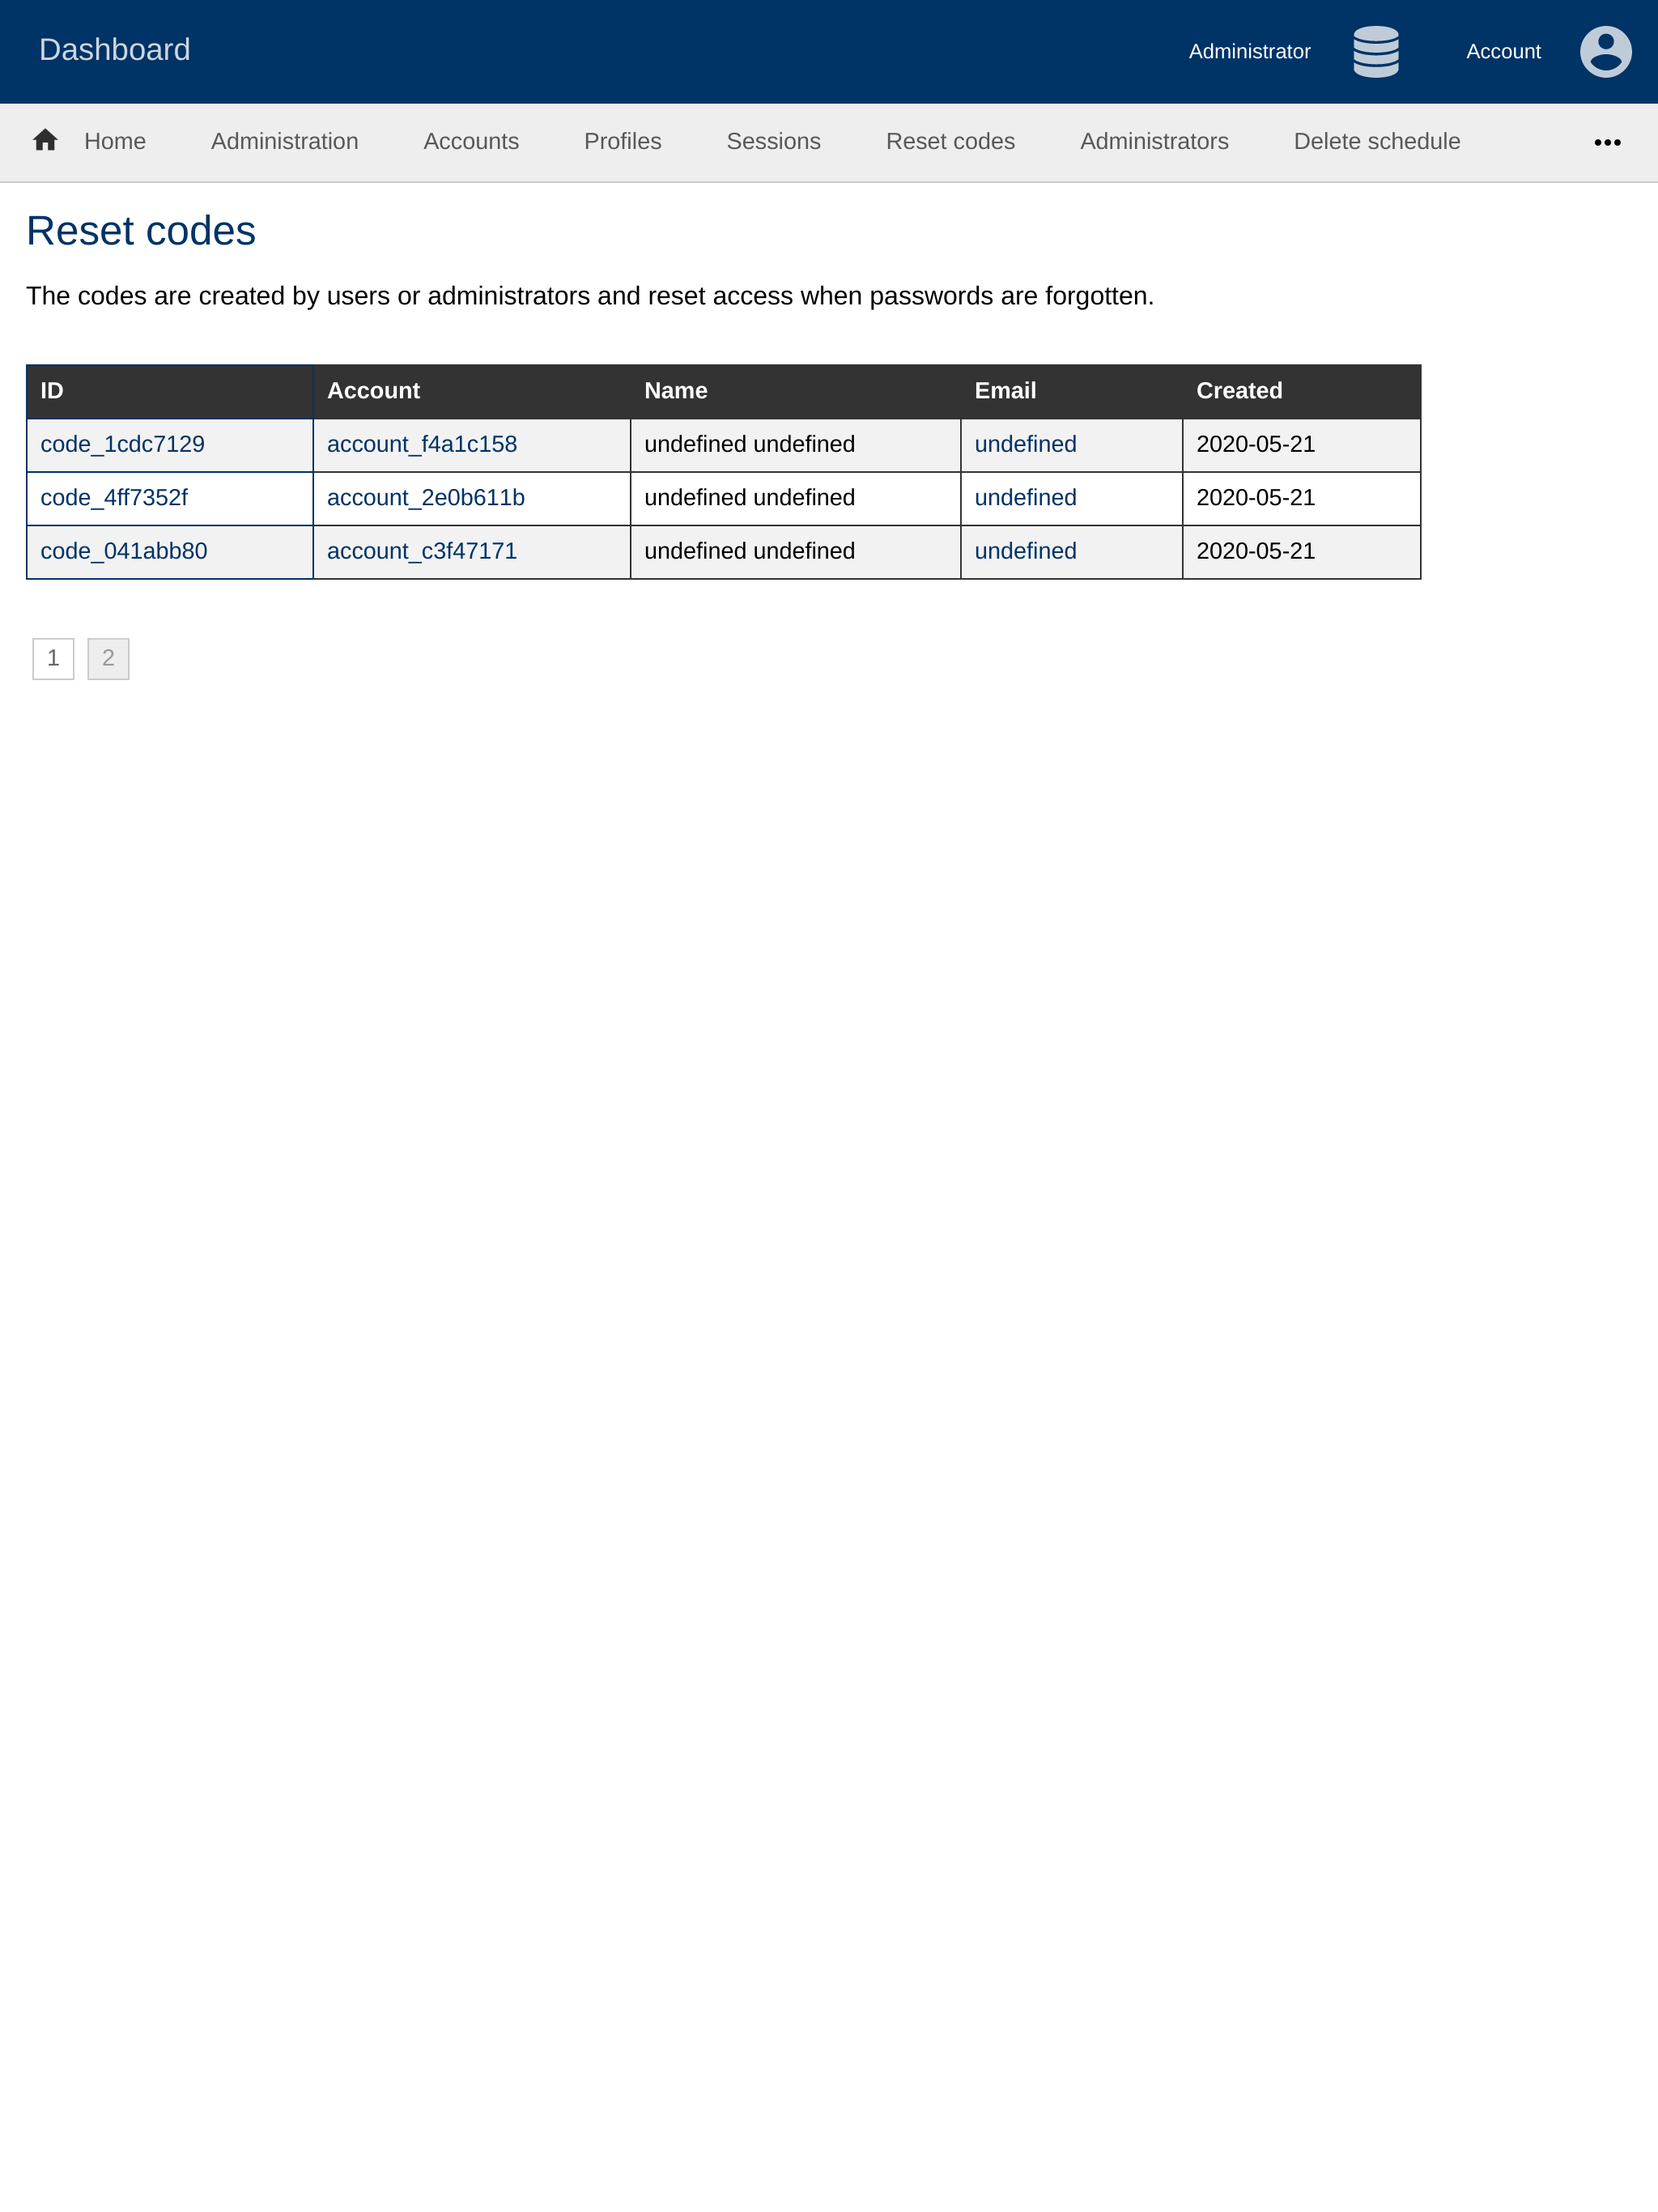 Dashboard Administrator Account
Home Administration Accounts Profiles Sessions Reset codes Administrators Delete schedule •••
Reset codes
The codes are created by users or administrators and reset access when passwords are forgotten.
ID Account Name Email Created
code_1cdc7129 account_f4a1c158 undefined undefined undefined 2020-05-21
code_4ff7352f account_2e0b611b undefined undefined undefined 2020-05-21
code_041abb80 account_c3f47171 undefined undefined undefined 2020-05-21
1 2